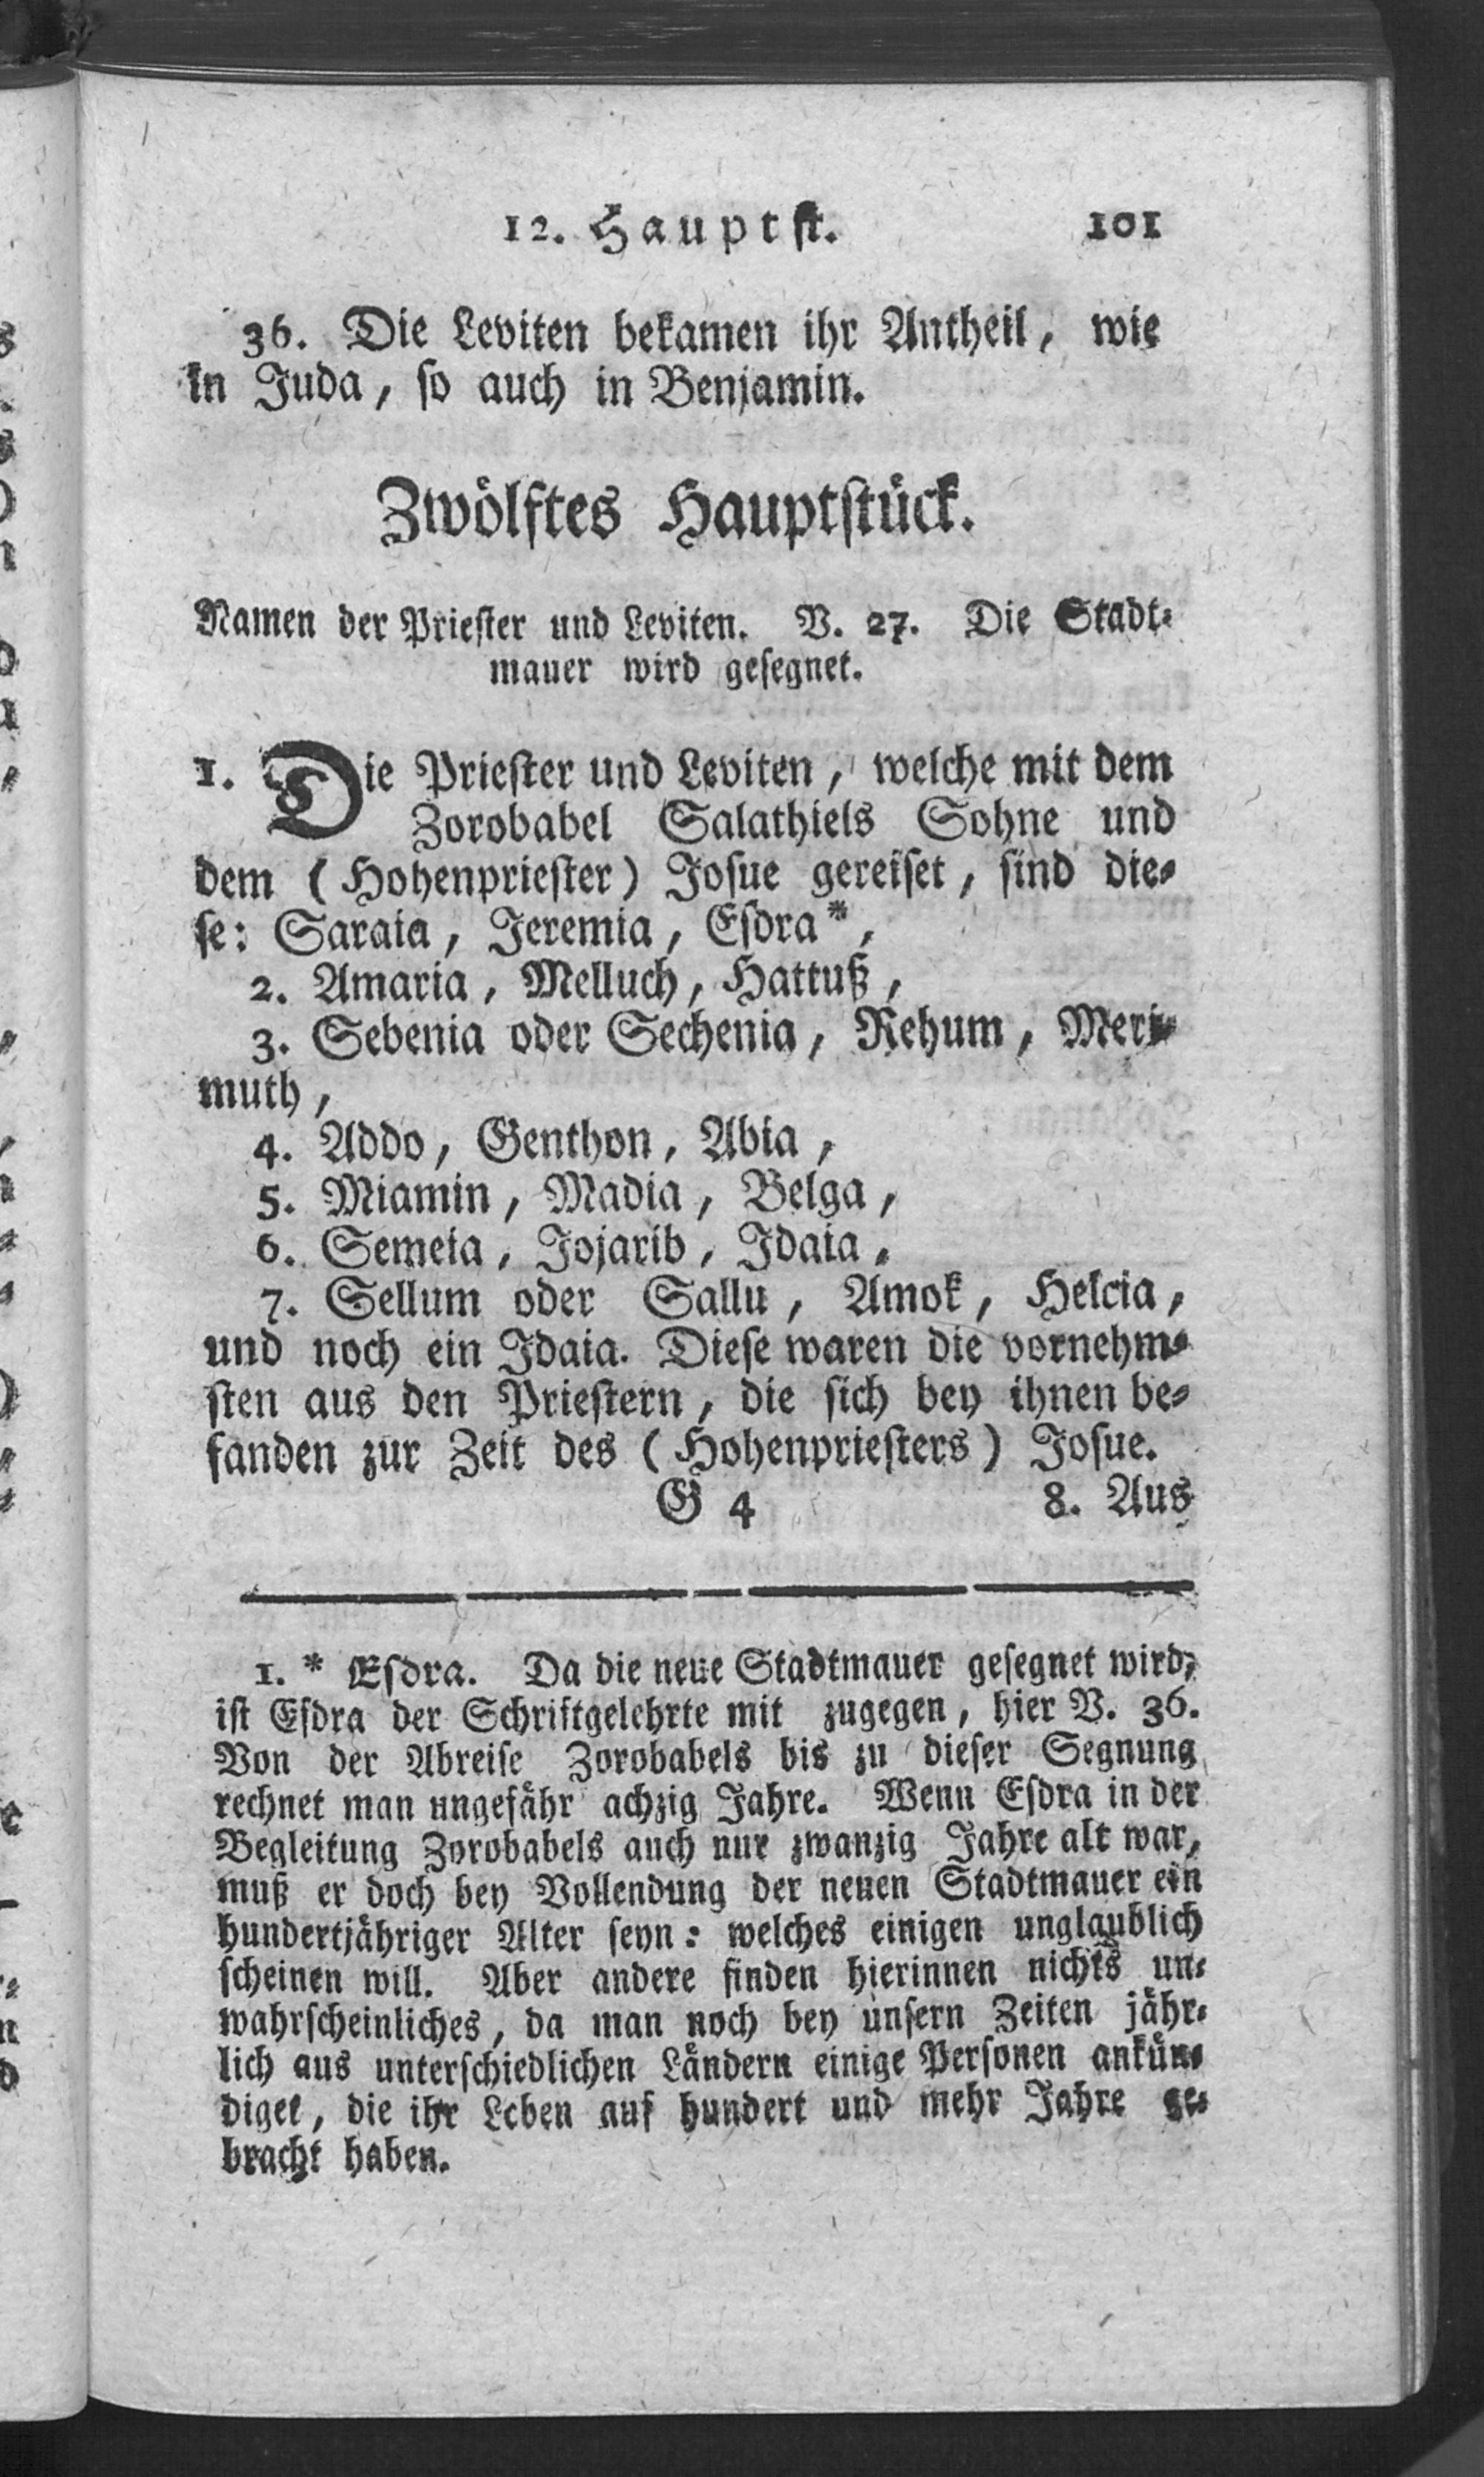 12. Hauptst. 101
36. Die Leviten bekamen ihr Antheil, wie
in Juda, so auch in Benjamin.
Zwölftes Hauptstück.
Namen der Priester und Leviten. V. 27. Die Stadt-
mauer wird gesegnet.
1. Die Priester und Leviten, welche mit dem
Zorobabel Salathiels Sohne und
dem (Hohenpriester) Josue gereiset, sind die-
se: Saraia, Jeremia, Esdra*,
2. Amaria, Melluch, Hattuß,
3. Sebenia oder Sechenia, Rehum, Meri-
muth,
4. Addo, Genthon, Abia,
5. Miamin, Madia, Belga,
6. Semeia, Jojarib, Idaia,
7. Sellum oder Sallu, Amok, Helcia,
und noch ein Idaia. Diese waren die vornehm-
sten aus den Priestern, die sich bey ihnen be-
fanden zur Zeit des (Hohenpriesters) Josue.
G 4 8. Aus
1. * Esdra. Da die neue Stadtmauer gesegnet wird,
ist Esdra der Schriftgelehrte mit zugegen, hier V. 36.
Von der Abreise Zorobabels bis zu dieser Segnung
rechnet man ungefähr achzig Jahre. Wenn Esdra in der
Begleitung Zorobabels auch nur zwanzig Jahre alt war,
muß er doch bey Vollendung der neuen Stadtmauer ein
hundertjähriger Alter seyn: welches einigen unglaublich
scheinen will. Aber andere finden hierinnen nichts un-
wahrscheinliches, da man noch bey unsern Zeiten jähr-
lich aus unterschiedlichen Ländern einige Personen ankün-
diget, die ihr Leben auf hundert und mehr Jahre ge-
bracht haben.